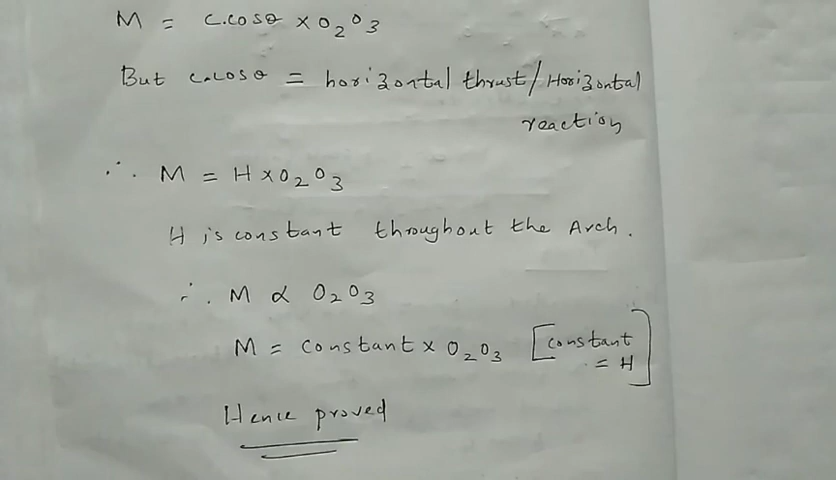 M = C.cosθ × O₂O₃
But c.cosθ = horizontal thrust/Horizontal
reaction
∴ M = H × O₂O₃
H is constant throughout the Arch.
∴ M ∝ O₂O₃
M = constant × O₂O₃ [constant
= H]
Hence proved